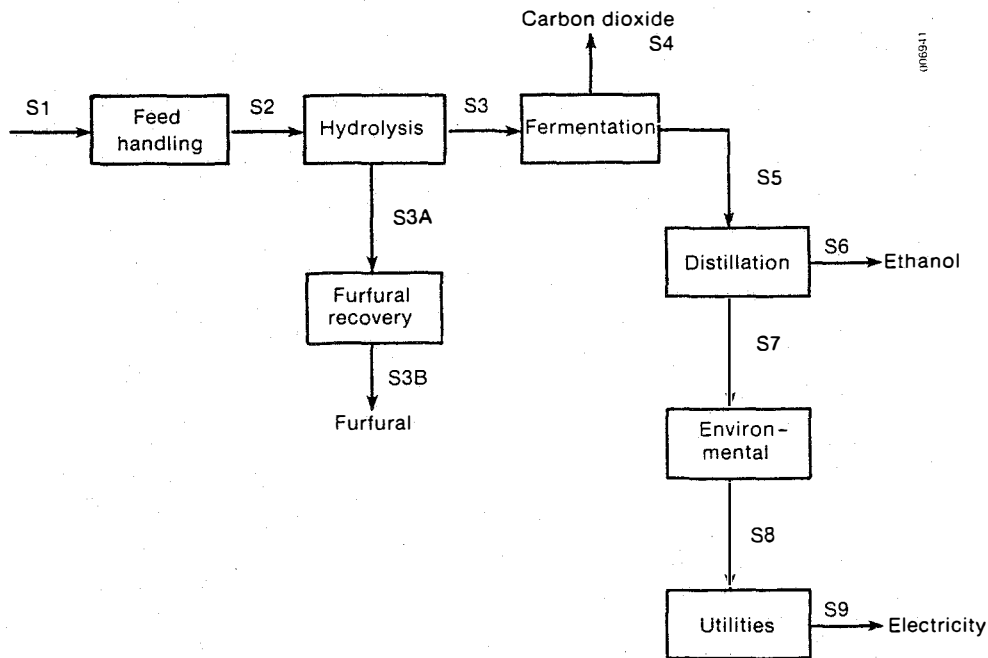 Carbon dioxide
S4
006941
S1
Feed
handling
S2
Hydrolysis
S3
Fermentation
S5
S3A
Distillation
S6
Ethanol
Furfural
recovery
S7
S3B
Furfural
Environ-
mental
S8
Utilities
S9
Electricity